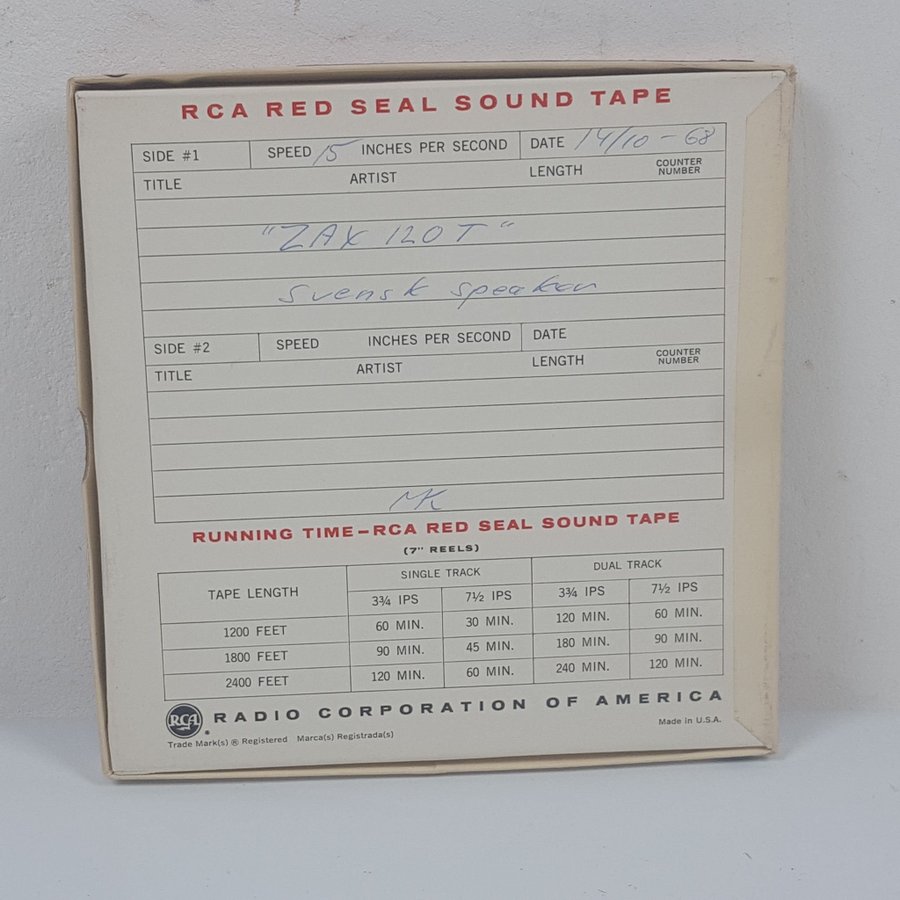 RCA RED SEAL SOUND TAPE
SIDE #1 SPEED 15 INCHES PER SECOND DATE 14/10-68
TITLE ARTIST LENGTH COUNTER NUMBER
"ZAX 120T"
Svensk speaker
SIDE #2 SPEED INCHES PER SECOND DATE
TITLE ARTIST LENGTH COUNTER NUMBER
MK
RUNNING TIME-RCA RED SEAL SOUND TAPE
(7" REELS)
TAPE LENGTH SINGLE TRACK DUAL TRACK
3¾ IPS 7½ IPS 3¾ IPS 7½ IPS
1200 FEET 60 MIN. 30 MIN. 120 MIN. 60 MIN.
1800 FEET 90 MIN. 45 MIN. 180 MIN. 90 MIN.
2400 FEET 120 MIN. 60 MIN. 240 MIN. 120 MIN.
RCA RADIO CORPORATION OF AMERICA
Trade Mark(s) ® Registered Marca(s) Registrada(s) Made in U.S.A.